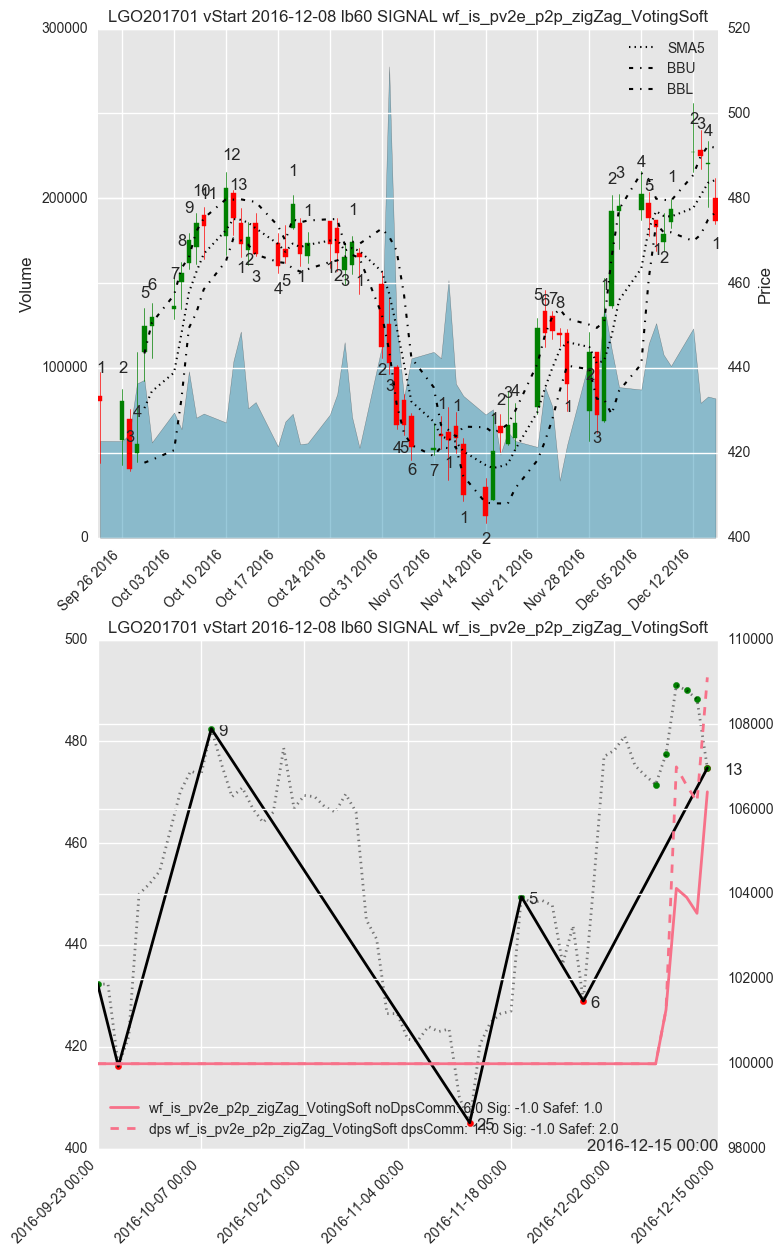 LGO201701 vStart 2016-12-08 lb60 SIGNAL wf_is_pv2e_p2p_zigZag_VotingSoft
300000
200000
100000
0
Volume
520
500
480
460
440
420
400
Price
SMA5
BBU
BBL
Sep 26 2016
Oct 03 2016
Oct 10 2016
Oct 17 2016
Oct 24 2016
Oct 31 2016
Nov 07 2016
Nov 14 2016
Nov 21 2016
Nov 28 2016
Dec 05 2016
Dec 12 2016
LGO201701 vStart 2016-12-08 lb60 SIGNAL wf_is_pv2e_p2p_zigZag_VotingSoft
500
480
460
440
420
400
110000
108000
106000
104000
102000
100000
98000
9
25
5
6
13
wf_is_pv2e_p2p_zigZag_VotingSoft noDpsComm: 6.0 Sig: -1.0 Safef: 1.0
dps wf_is_pv2e_p2p_zigZag_VotingSoft dpsComm: 11.0 Sig: -1.0 Safef: 2.0
2016-12-15 00:00
2016-09-23 00:00
2016-10-07 00:00
2016-10-21 00:00
2016-11-04 00:00
2016-11-18 00:00
2016-12-02 00:00
2016-12-15 00:00